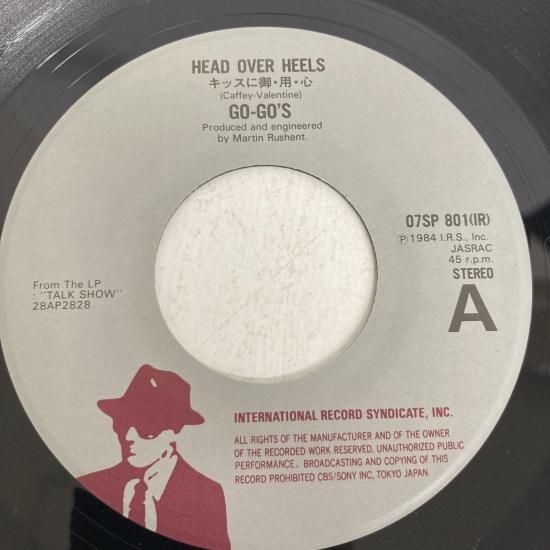 HEAD OVER HEELS
キッスに御・用・心
(Caffey-Valentine)
GO-GO'S
Produced and engineered
by Martin Rushent.
07SP 801(IR)
Ⓟ1984 I.R.S., Inc.
JASRAC
45 r.p.m.
STEREO
A
From The LP
: "TALK SHOW"
28AP2828
INTERNATIONAL RECORD SYNDICATE, INC.
ALL RIGHTS OF THE MANUFACTURER AND OF THE OWNER
OF THE RECORDED WORK RESERVED. UNAUTHORIZED PUBLIC
PERFORMANCE, BROADCASTING AND COPYING OF THIS
RECORD PROHIBITED CBS/SONY INC, TOKYO JAPAN